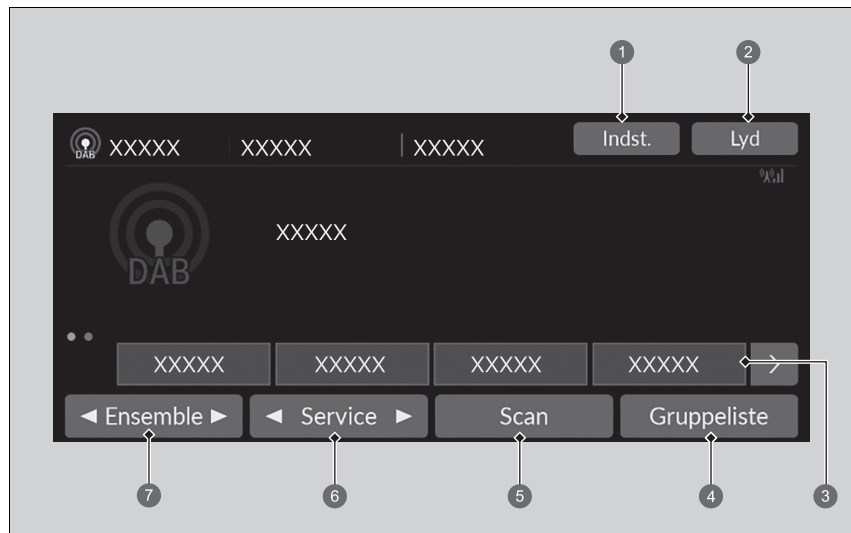 1 2
DAB XXXXX XXXXX XXXXX Indst. Lyd
DAB XXXXX
XXXXX XXXXX XXXXX XXXXX >
◄ Ensemble ► ◄ Service ► Scan Gruppeliste
7 6 5 4 3